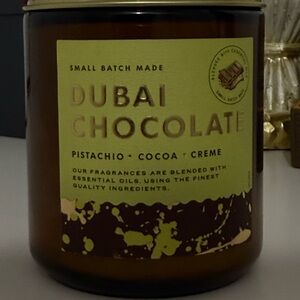 SMALL BATCH MADE
DUBAI
CHOCOLATE
PISTACHIO - COCOA - CREME
OUR FRAGRANCES ARE BLENDED WITH
ESSENTIAL OILS, USING THE FINEST
QUALITY INGREDIENTS.